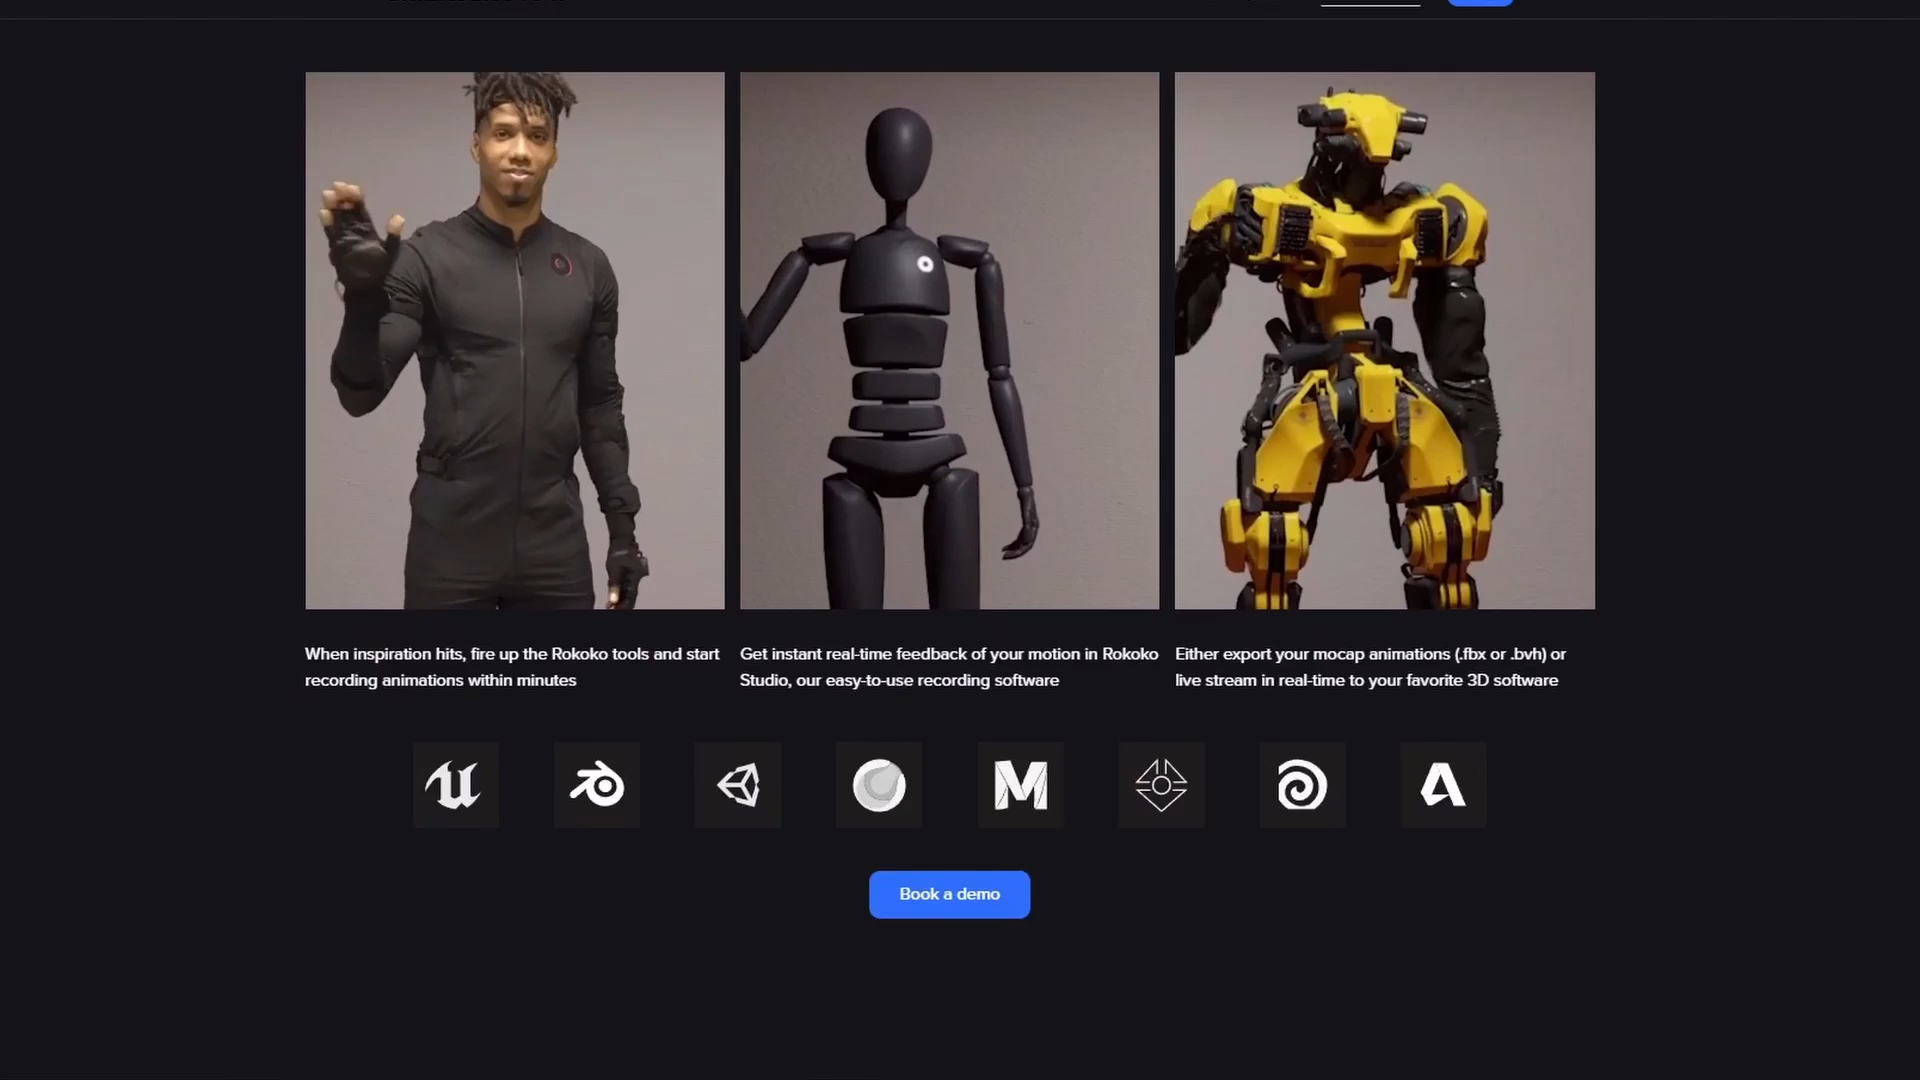 When inspiration hits, fire up the Rokoko tools and start
recording animations within minutes
Get instant real-time feedback of your motion in Rokoko
Studio, our easy-to-use recording software
Either export your mocap animations (.fbx or .bvh) or
live stream in real-time to your favorite 3D software
Book a demo